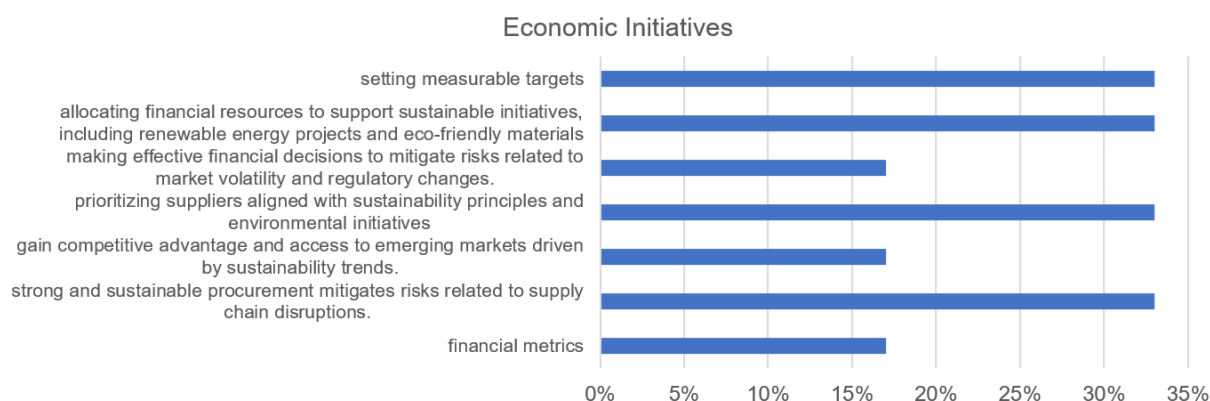 Economic Initiatives
setting measurable targets
allocating financial resources to support sustainable initiatives,
including renewable energy projects and eco-friendly materials
making effective financial decisions to mitigate risks related to
market volatility and regulatory changes.
prioritizing suppliers aligned with sustainability principles and
environmental initiatives
gain competitive advantage and access to emerging markets driven
by sustainability trends.
strong and sustainable procurement mitigates risks related to supply
chain disruptions.
financial metrics
0% 5% 10% 15% 20% 25% 30% 35%